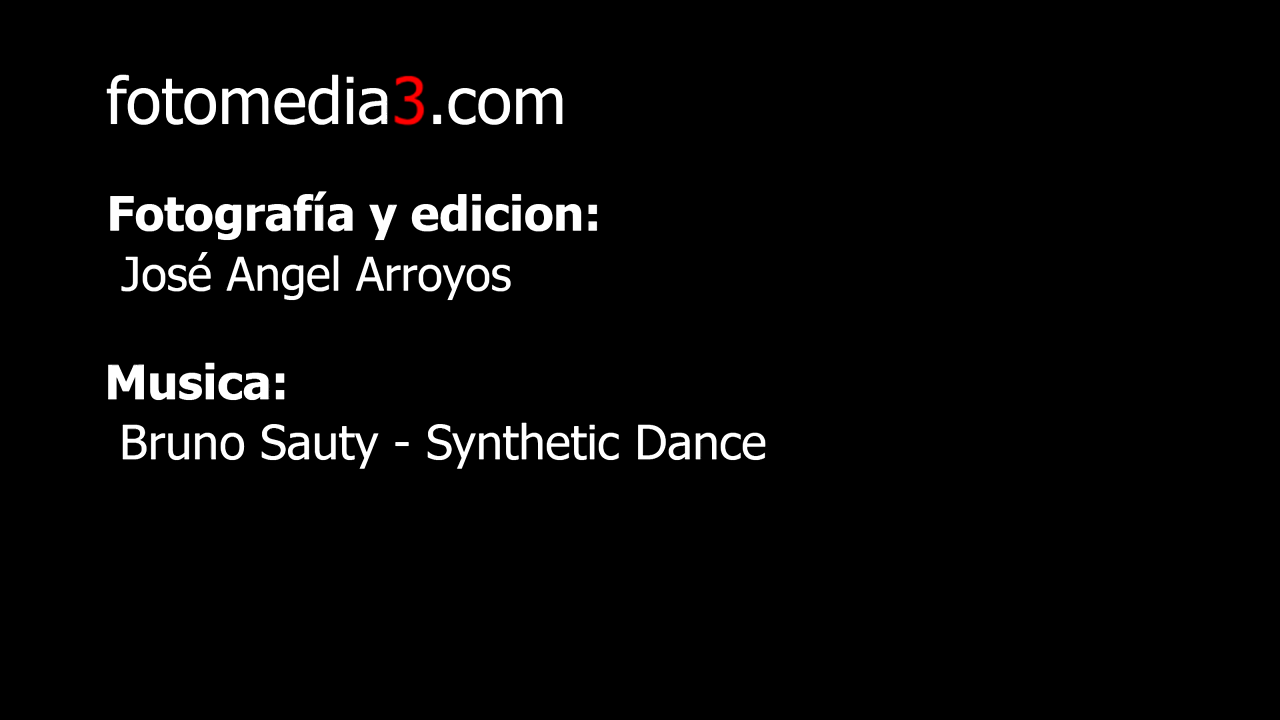 fotomedia3.com
Fotografía y edicion:
José Angel Arroyos
Musica:
Bruno Sauty - Synthetic Dance